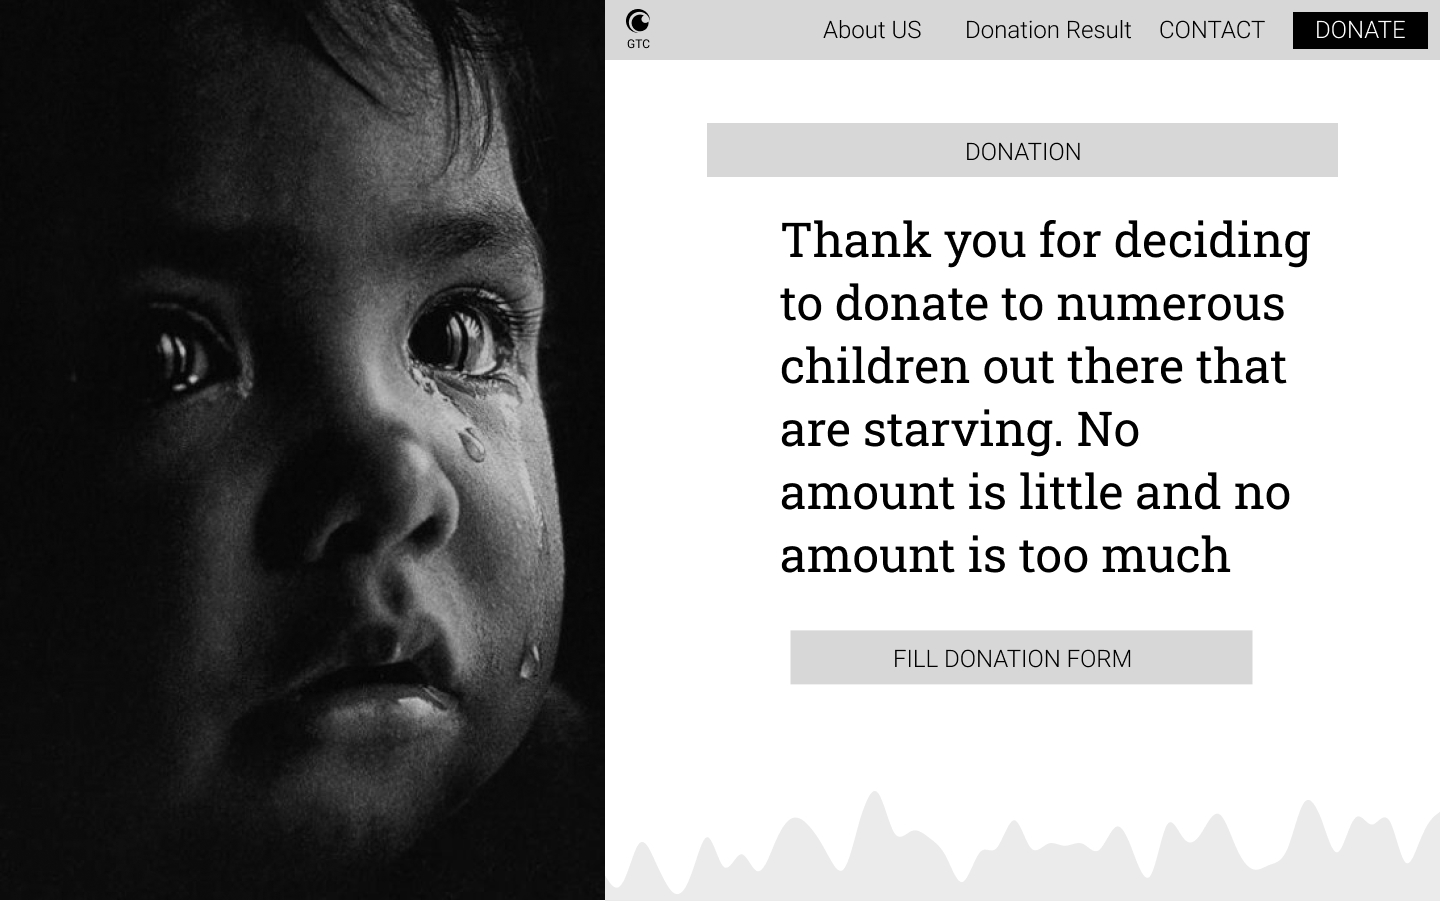 GTC
About US
Donation Result
CONTACT
DONATE
DONATION
Thank you for deciding
to donate to numerous
children out there that
are starving. No
amount is little and no
amount is too much
FILL DONATION FORM